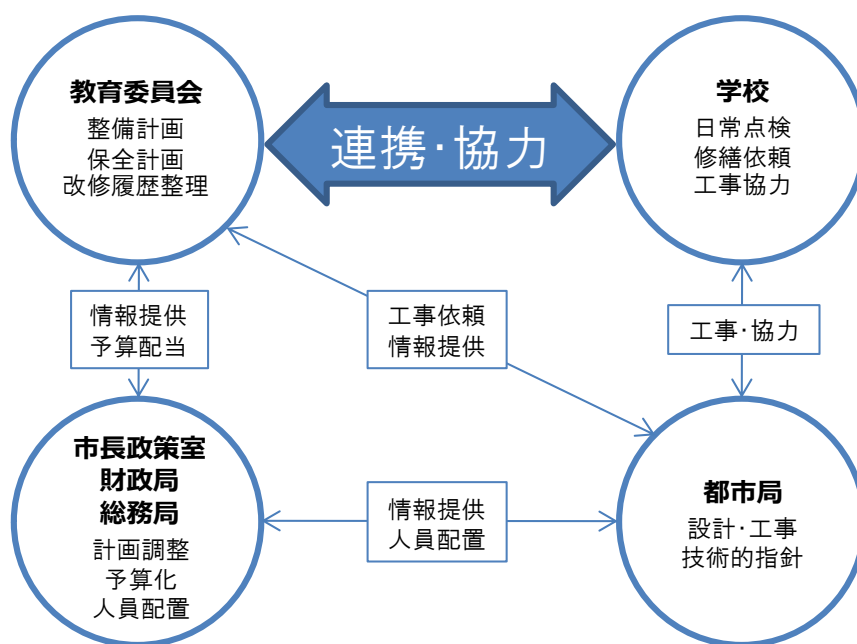 教育委員会
整備計画
保全計画
改修履歴整理
連携・協力
学校
日常点検
修繕依頼
工事協力
情報提供
予算配当
工事依頼
情報提供
工事・協力
市長政策室
財政局
総務局
計画調整
予算化
人員配置
情報提供
人員配置
都市局
設計・工事
技術的指針